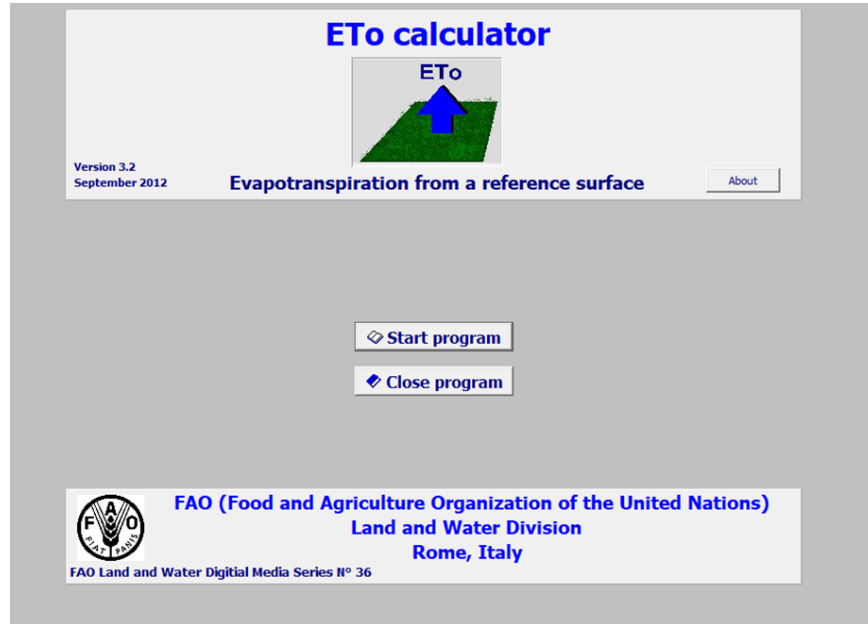 ETo calculator
ETo
Version 3.2
September 2012
Evapotranspiration from a reference surface
About
Start program
Close program
FAO (Food and Agriculture Organization of the United Nations)
Land and Water Division
Rome, Italy
F A O
FIAT PANIS
FAO Land and Water Digitial Media Series Nº 36